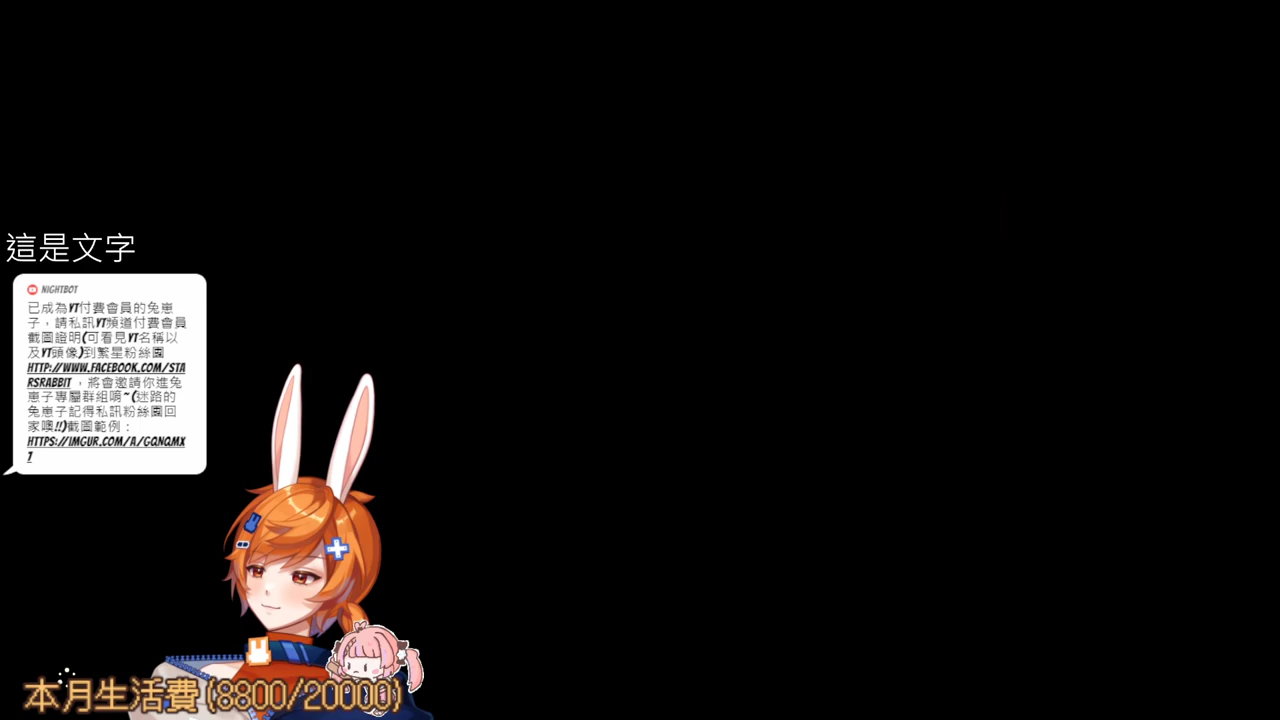 這是文字
NIGHTBOT
已成為YT付費會員的兔崽
子，請私訊YT頻道付費會員
截圖證明(可看見YT名稱以
及YT頭像)到繁星粉絲團
HTTP://WWW.FACEBOOK.COM/STA
RSRABBIT ，將會邀請你進兔
崽子專屬群組唷~(迷路的
兔崽子記得私訊粉絲團回
家噢!!)截圖範例：
HTTPS://IMGUR.COM/A/GQNQMX
1
本月生活費(8800/20000)